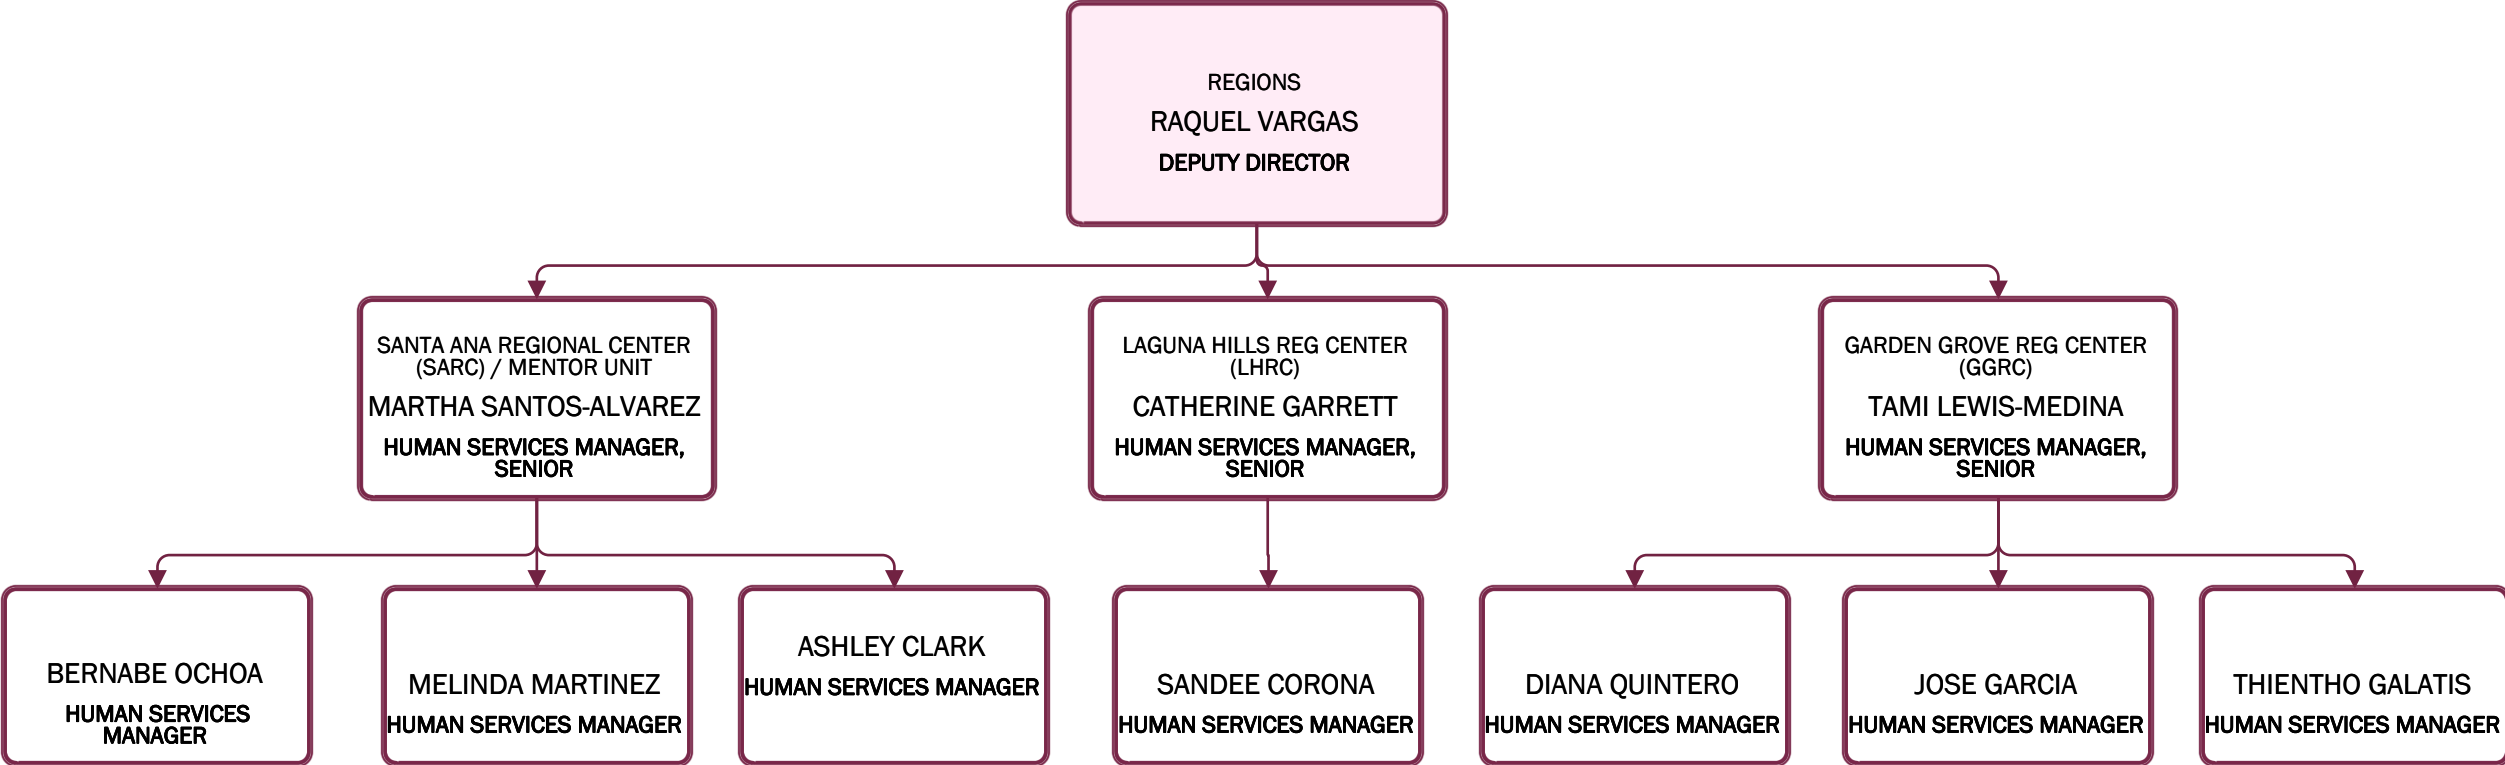 REGIONS
RAQUEL VARGAS
DEPUTY DIRECTOR
SANTA ANA REGIONAL CENTER
(SARC) / MENTOR UNIT
MARTHA SANTOS-ALVAREZ
HUMAN SERVICES MANAGER,
SENIOR
LAGUNA HILLS REG CENTER
(LHRC)
CATHERINE GARRETT
HUMAN SERVICES MANAGER,
SENIOR
GARDEN GROVE REG CENTER
(GGRC)
TAMI LEWIS-MEDINA
HUMAN SERVICES MANAGER,
SENIOR
BERNABE OCHOA
HUMAN SERVICES
MANAGER
MELINDA MARTINEZ
HUMAN SERVICES MANAGER
ASHLEY CLARK
HUMAN SERVICES MANAGER
SANDEE CORONA
HUMAN SERVICES MANAGER
DIANA QUINTERO
HUMAN SERVICES MANAGER
JOSE GARCIA
HUMAN SERVICES MANAGER
THIENTHO GALATIS
HUMAN SERVICES MANAGER